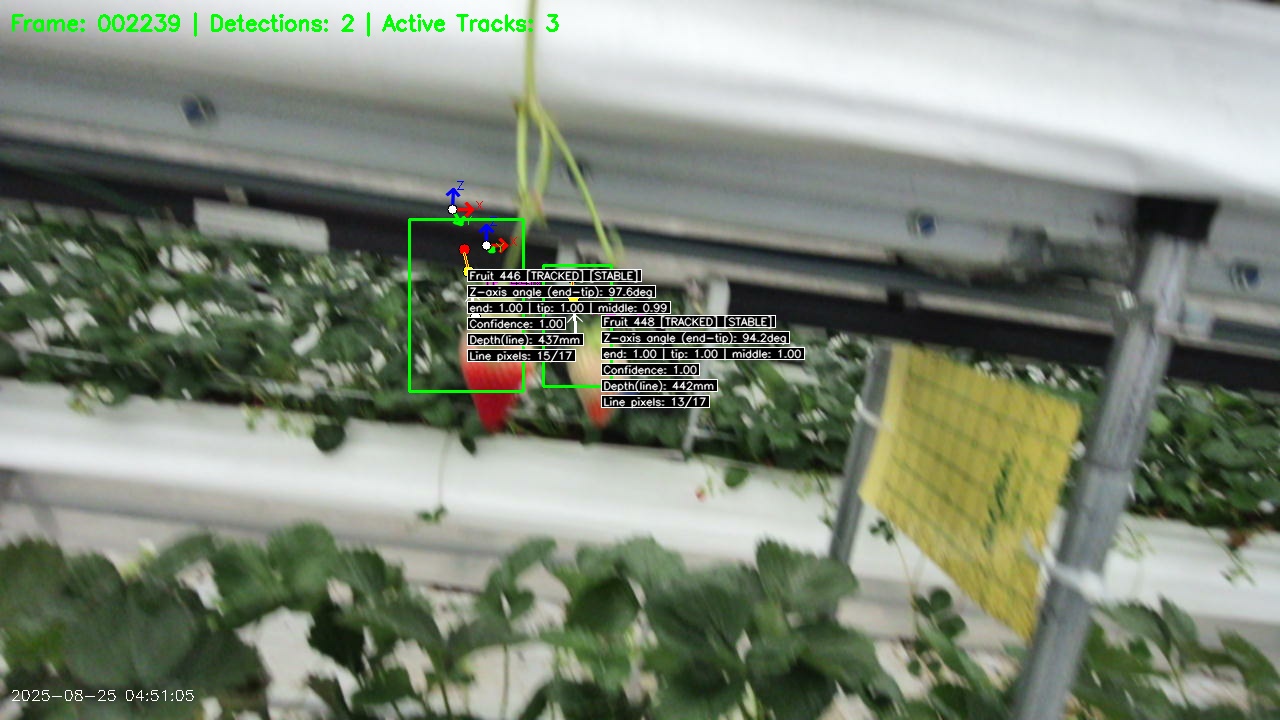 Frame: 002239 | Detections: 2 | Active Tracks: 3
Z
X
Fruit 446 [TRACKED] [STABLE]
Z-axis angle (end-tip): 97.6deg
end: 1.00 | tip: 1.00 | middle: 0.99
Confidence: 1.00
Depth(line): 437mm
Line pixels: 15/17
Fruit 448 [TRACKED] [STABLE]
Z-axis angle (end-tip): 94.2deg
end: 1.00 | tip: 1.00 | middle: 1.00
Confidence: 1.00
Depth(line): 442mm
Line pixels: 13/17
2025-08-25 04:51:05